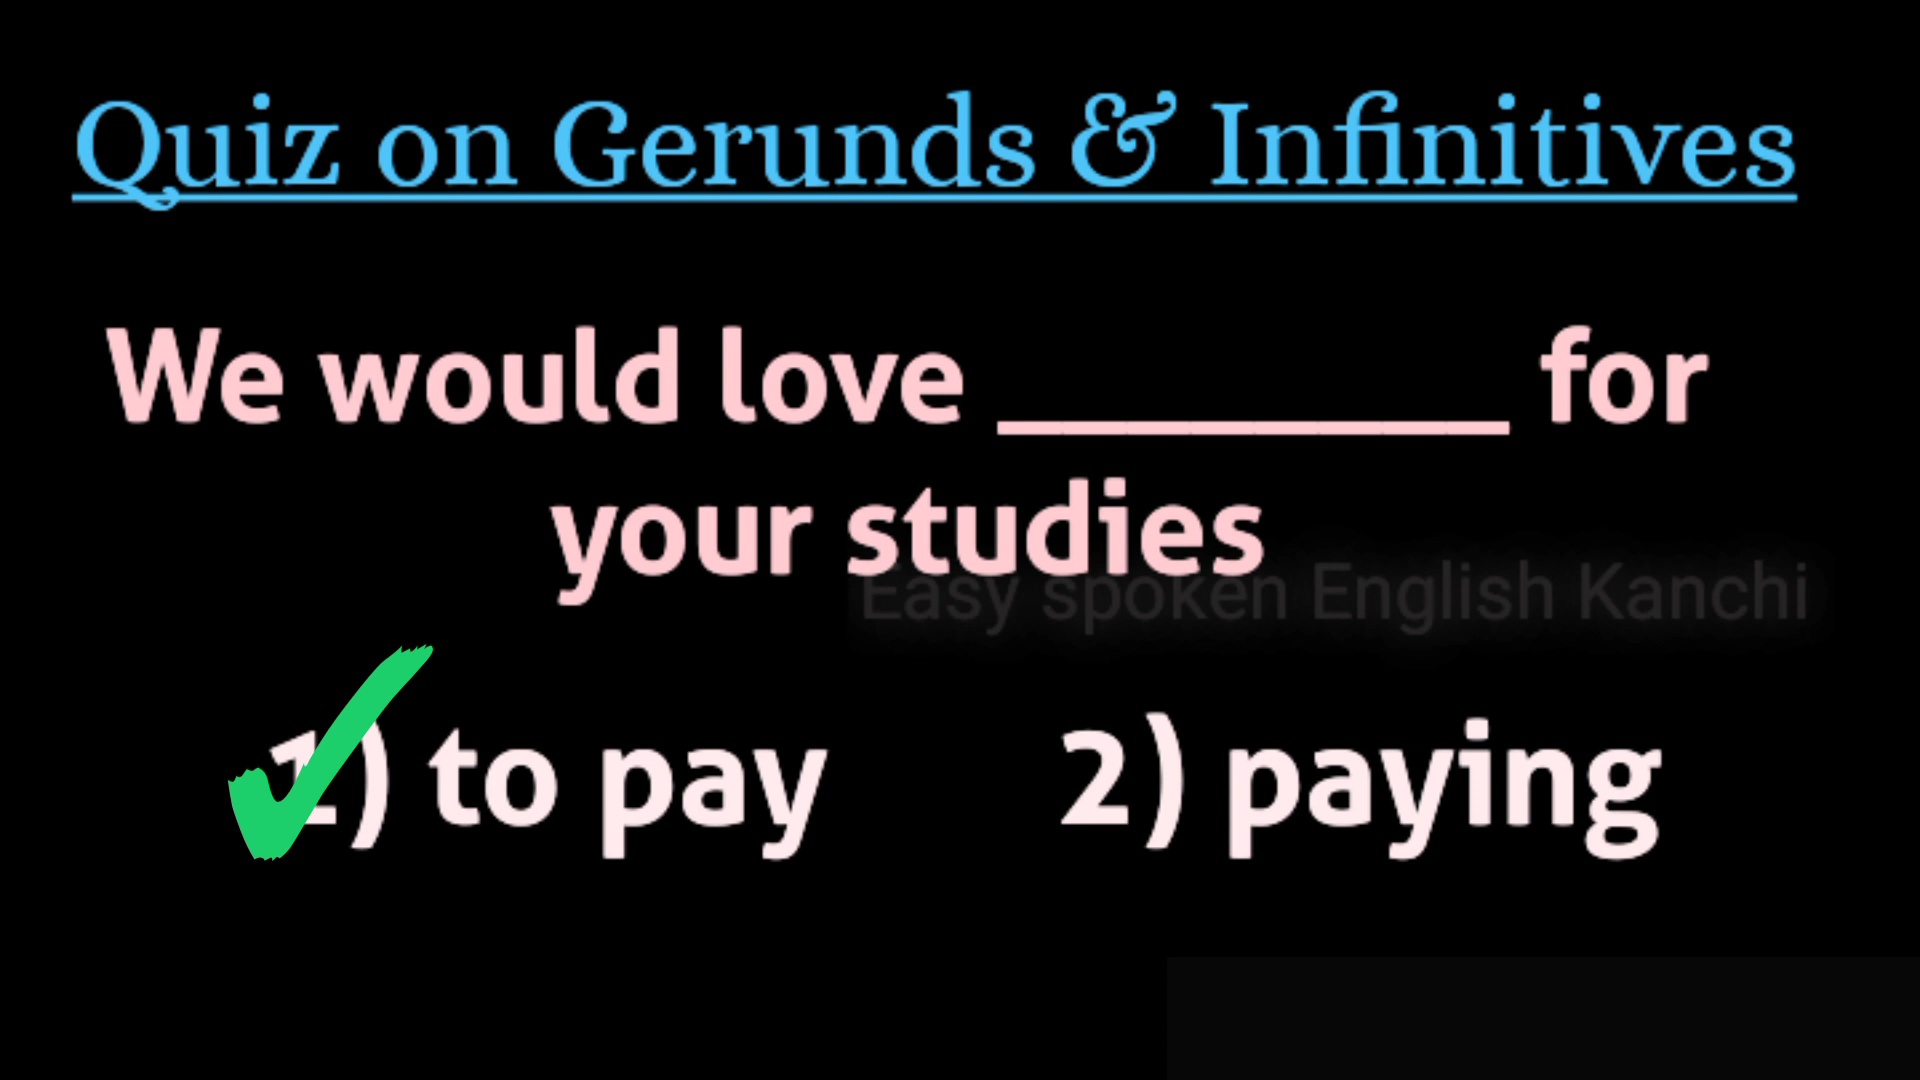 Quiz on Gerunds & Infinitives
We would love ________ for
your studies
Easy spoken English Kanchi
1) to pay 2) paying